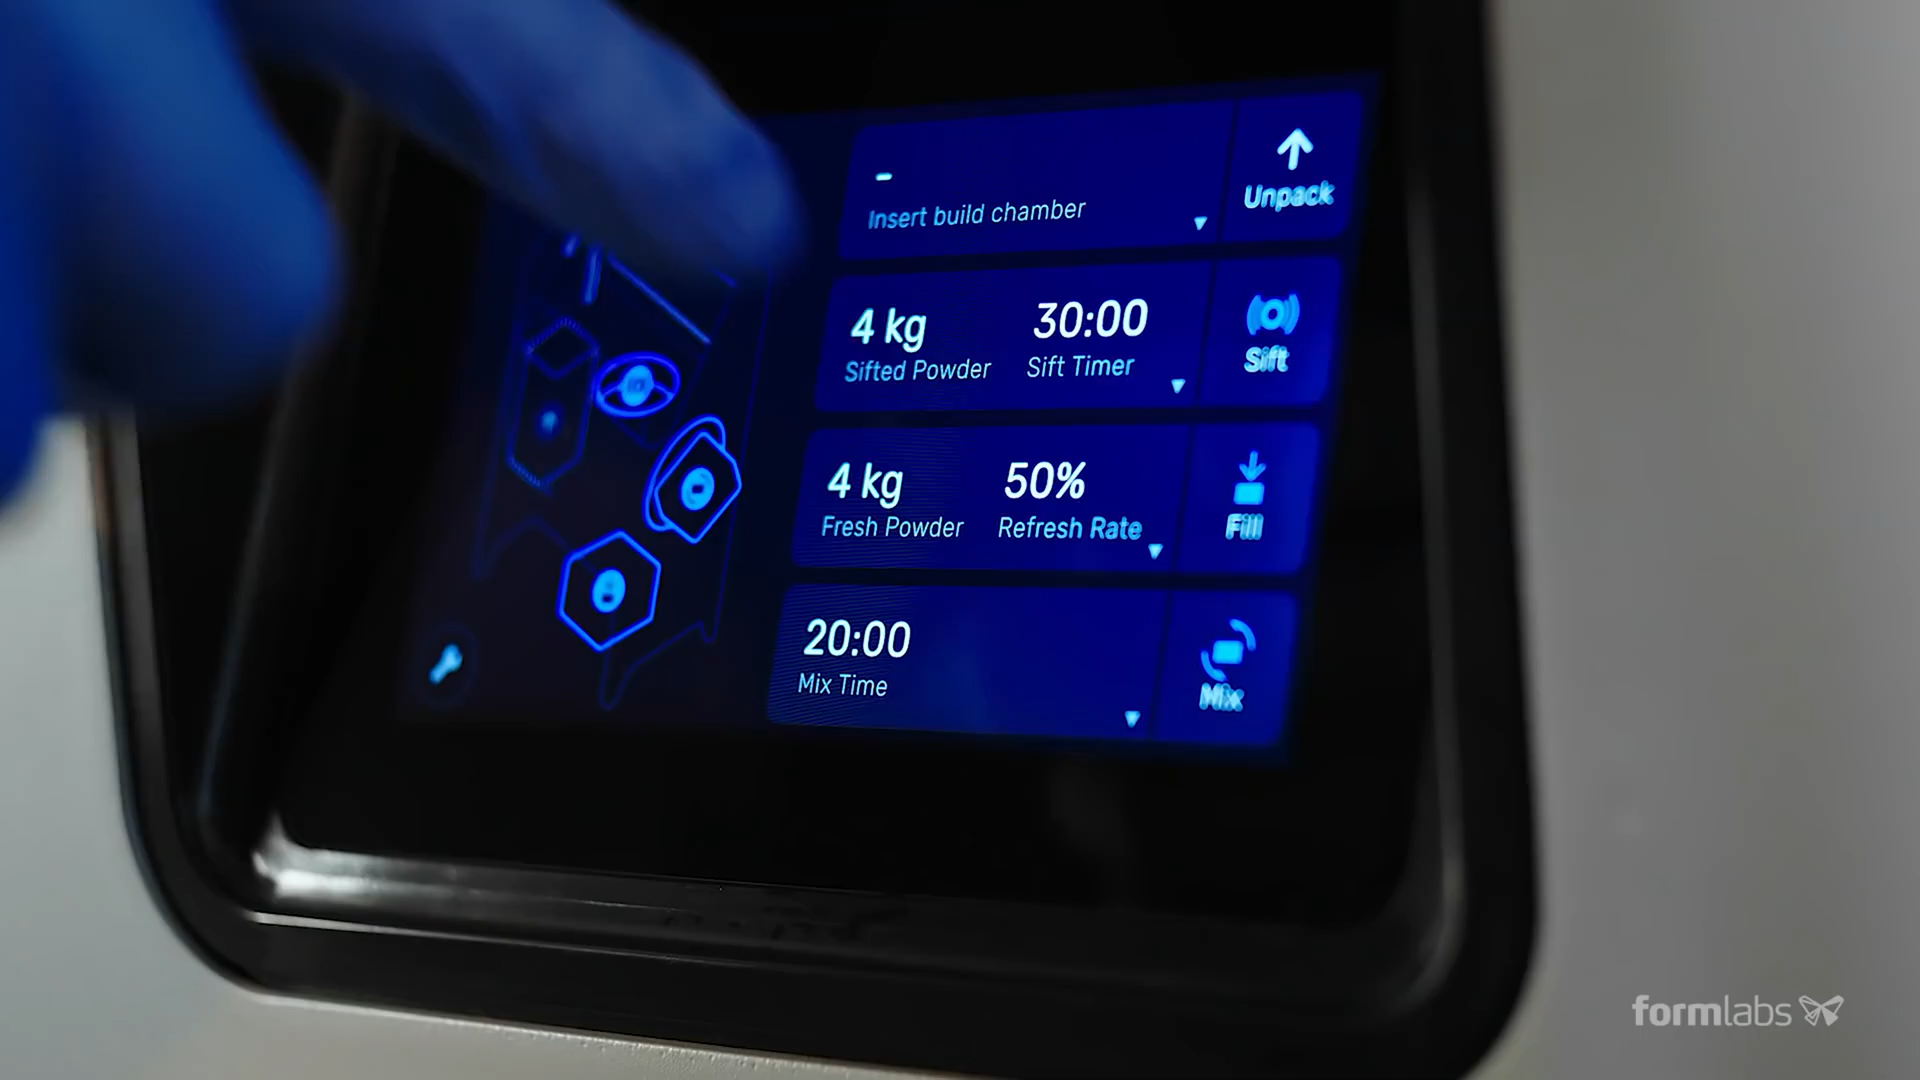 -
Insert build chamber
Unpack
4 kg
Sifted Powder
30:00
Sift Timer
Sift
4 kg
Fresh Powder
50%
Refresh Rate
Fill
20:00
Mix Time
Mix
formlabs